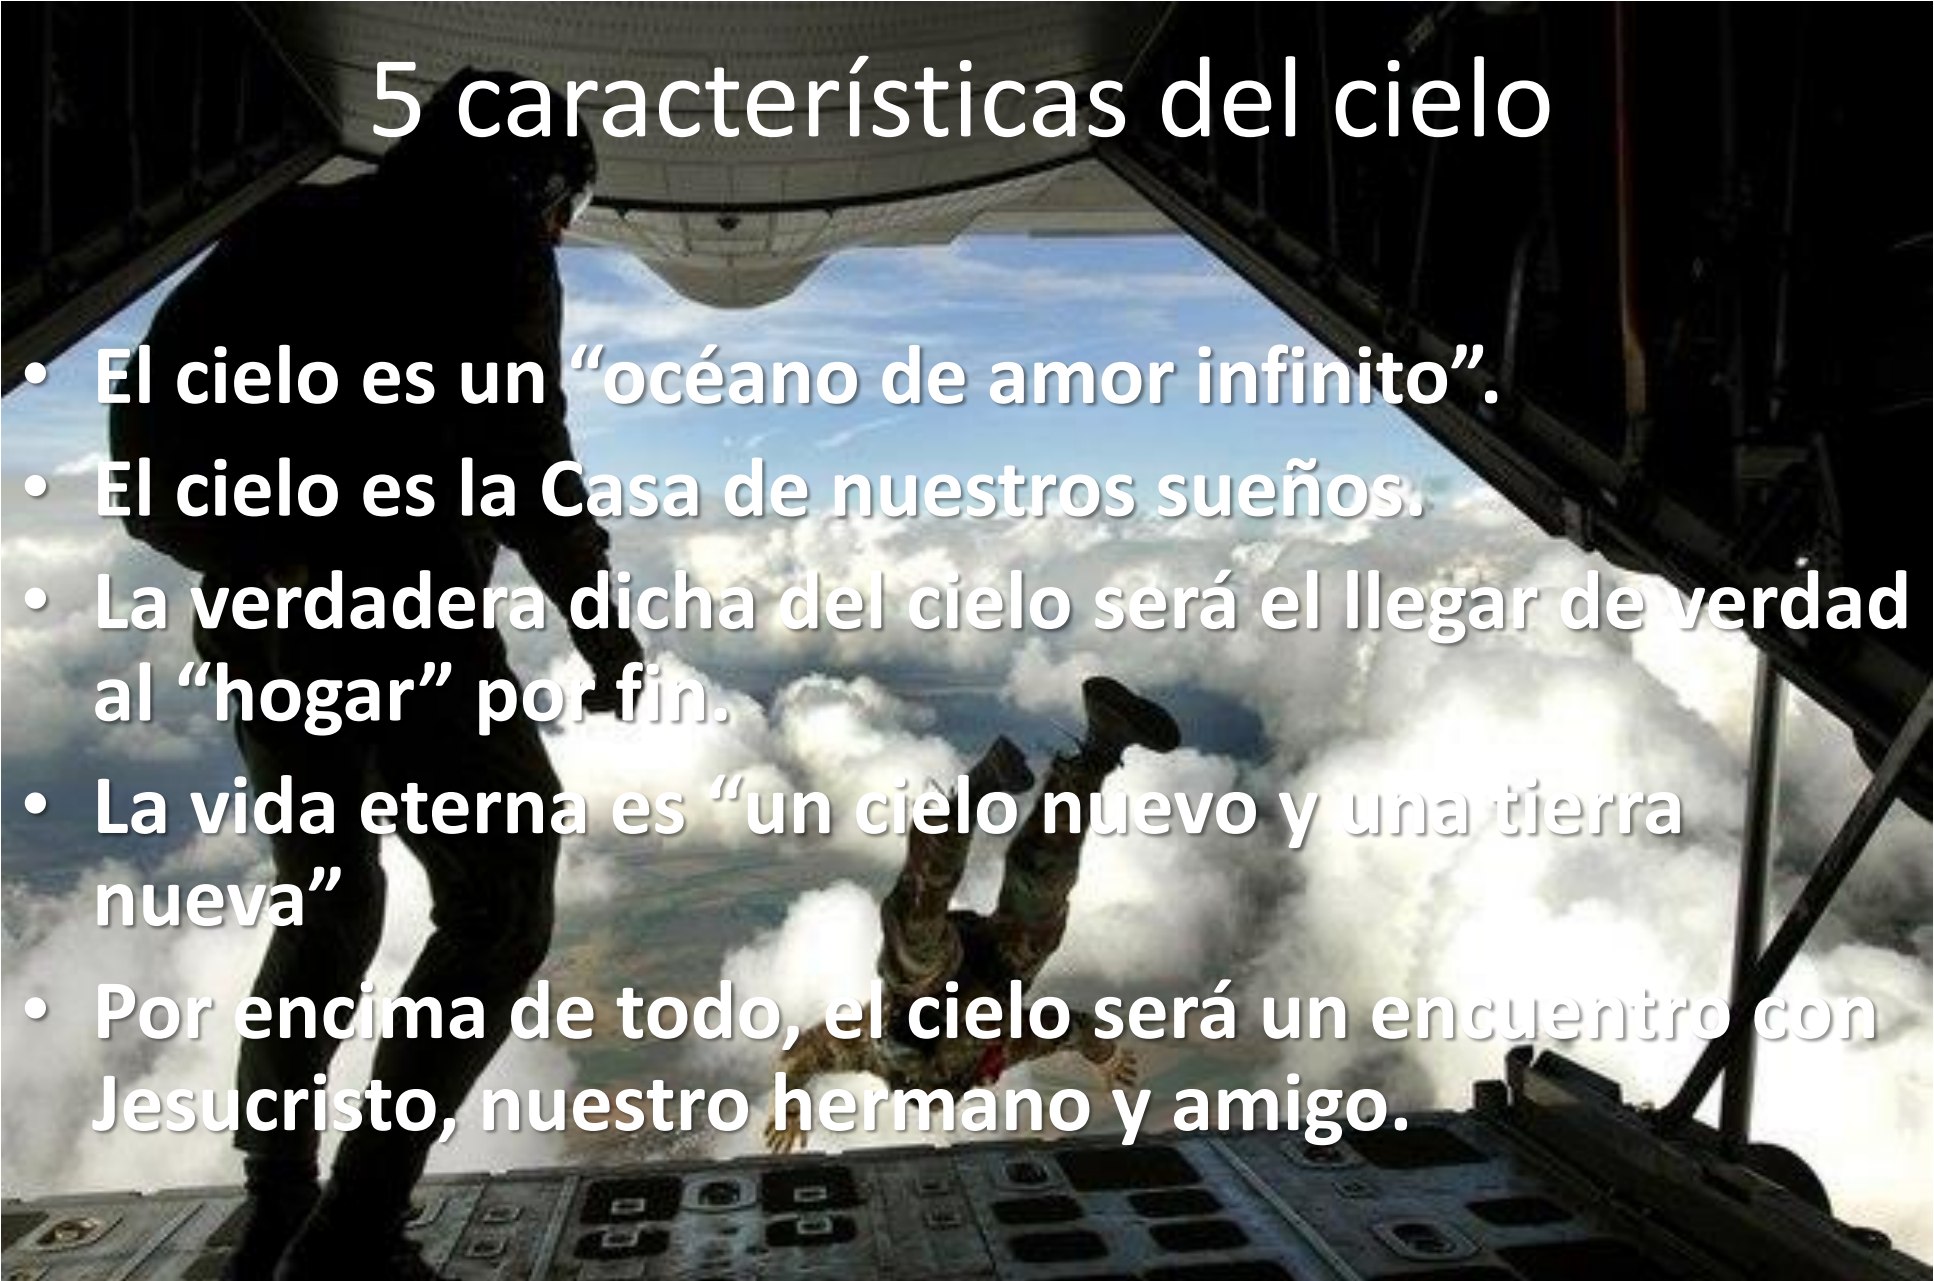 5 características del cielo
• El cielo es un “océano de amor infinito”.
• El cielo es la Casa de nuestros sueños.
• La verdadera dicha del cielo será el llegar de verdad
al “hogar” por fin.
• La vida eterna es “un cielo nuevo y una tierra
nueva”
• Por encima de todo, el cielo será un encuentro con
Jesucristo, nuestro hermano y amigo.